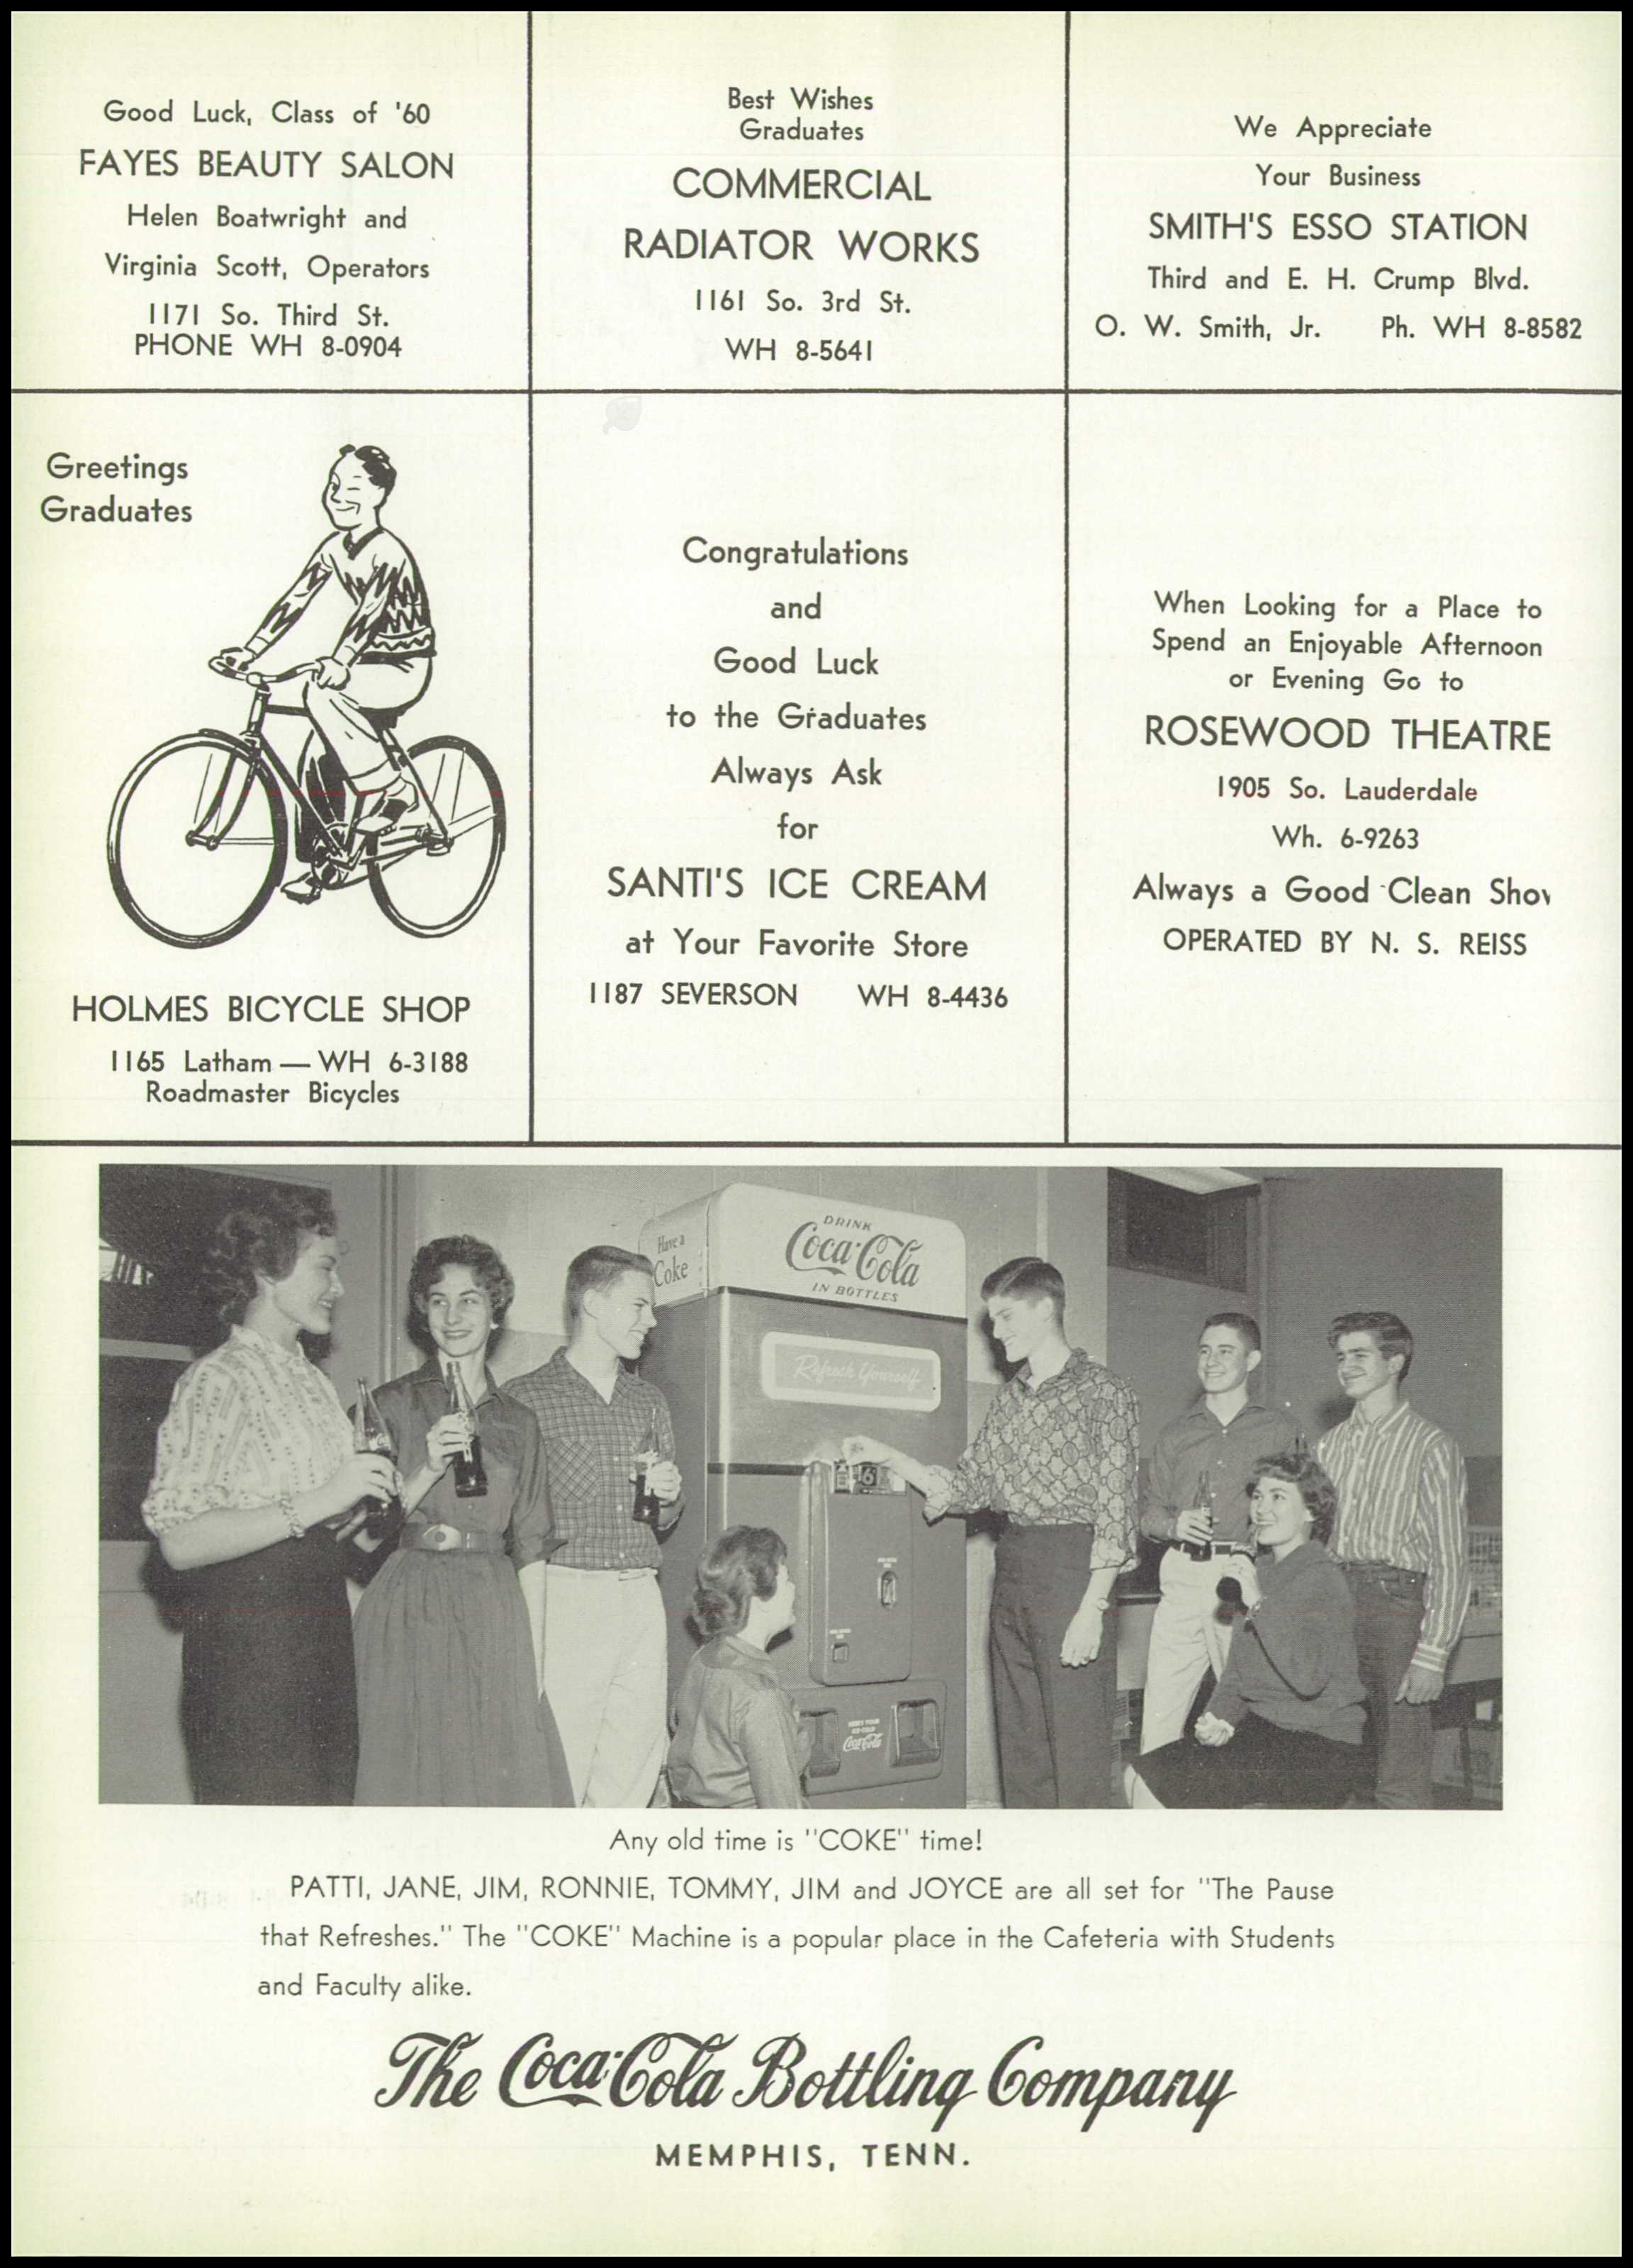 Good Luck, Class of '60
FAYES BEAUTY SALON
Helen Boatwright and
Virginia Scott, Operators
1171 So. Third St.
PHONE WH 8-0904
Best Wishes
Graduates
COMMERCIAL
RADIATOR WORKS
1161 So. 3rd St.
WH 8-5641
We Appreciate
Your Business
SMITH'S ESSO STATION
Third and E. H. Crump Blvd.
O. W. Smith, Jr. Ph. WH 8-8582
Greetings
Graduates
HOLMES BICYCLE SHOP
1165 Latham — WH 6-3188
Roadmaster Bicycles
Congratulations
and
Good Luck
to the Graduates
Always Ask
for
SANTI'S ICE CREAM
at Your Favorite Store
1187 SEVERSON WH 8-4436
When Looking for a Place to
Spend an Enjoyable Afternoon
or Evening Go to
ROSEWOOD THEATRE
1905 So. Lauderdale
Wh. 6-9263
Always a Good Clean Show
OPERATED BY N. S. REISS
Have a
Coke
DRINK
Coca-Cola
IN BOTTLES
Refresh Yourself
6
Coca-Cola
Any old time is "COKE" time!
PATTI, JANE, JIM, RONNIE, TOMMY, JIM and JOYCE are all set for "The Pause
that Refreshes." The "COKE" Machine is a popular place in the Cafeteria with Students
and Faculty alike.
The Coca-Cola Bottling Company
MEMPHIS, TENN.